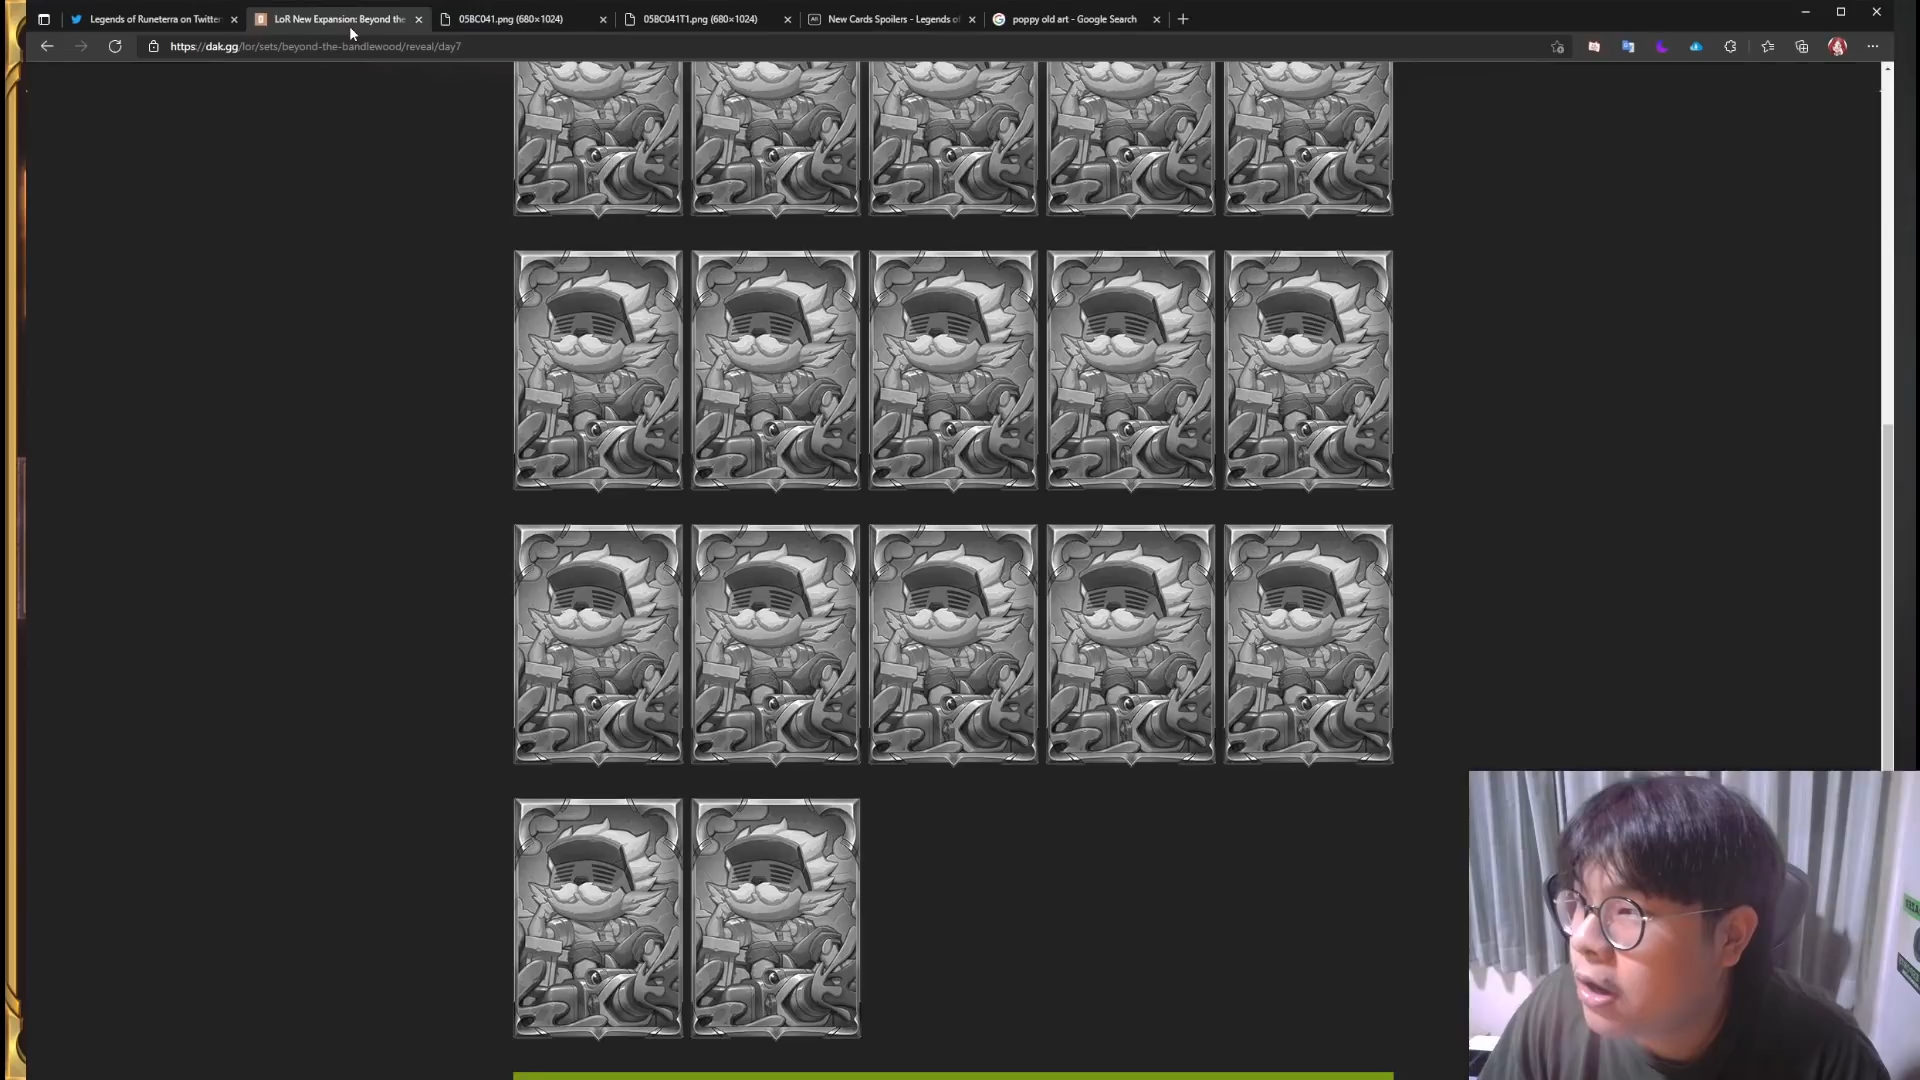 Legends of Runeterra on Twitter
LoR New Expansion: Beyond the
05BC041.png (680×1024)
05BC041T1.png (680×1024)
New Cards Spoilers - Legends of
poppy old art - Google Search
https://dak.gg/lor/sets/beyond-the-bandlewood/reveal/day7